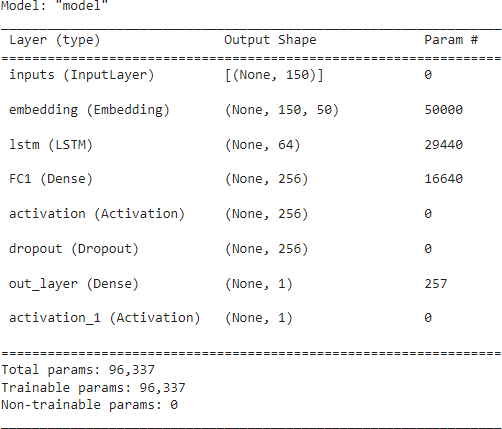 Model: "model"
_________________________________________________________________
Layer (type) Output Shape Param #
=================================================================
inputs (InputLayer) [(None, 150)] 0
embedding (Embedding) (None, 150, 50) 50000
lstm (LSTM) (None, 64) 29440
FC1 (Dense) (None, 256) 16640
activation (Activation) (None, 256) 0
dropout (Dropout) (None, 256) 0
out_layer (Dense) (None, 1) 257
activation_1 (Activation) (None, 1) 0
=================================================================
Total params: 96,337
Trainable params: 96,337
Non-trainable params: 0
_________________________________________________________________